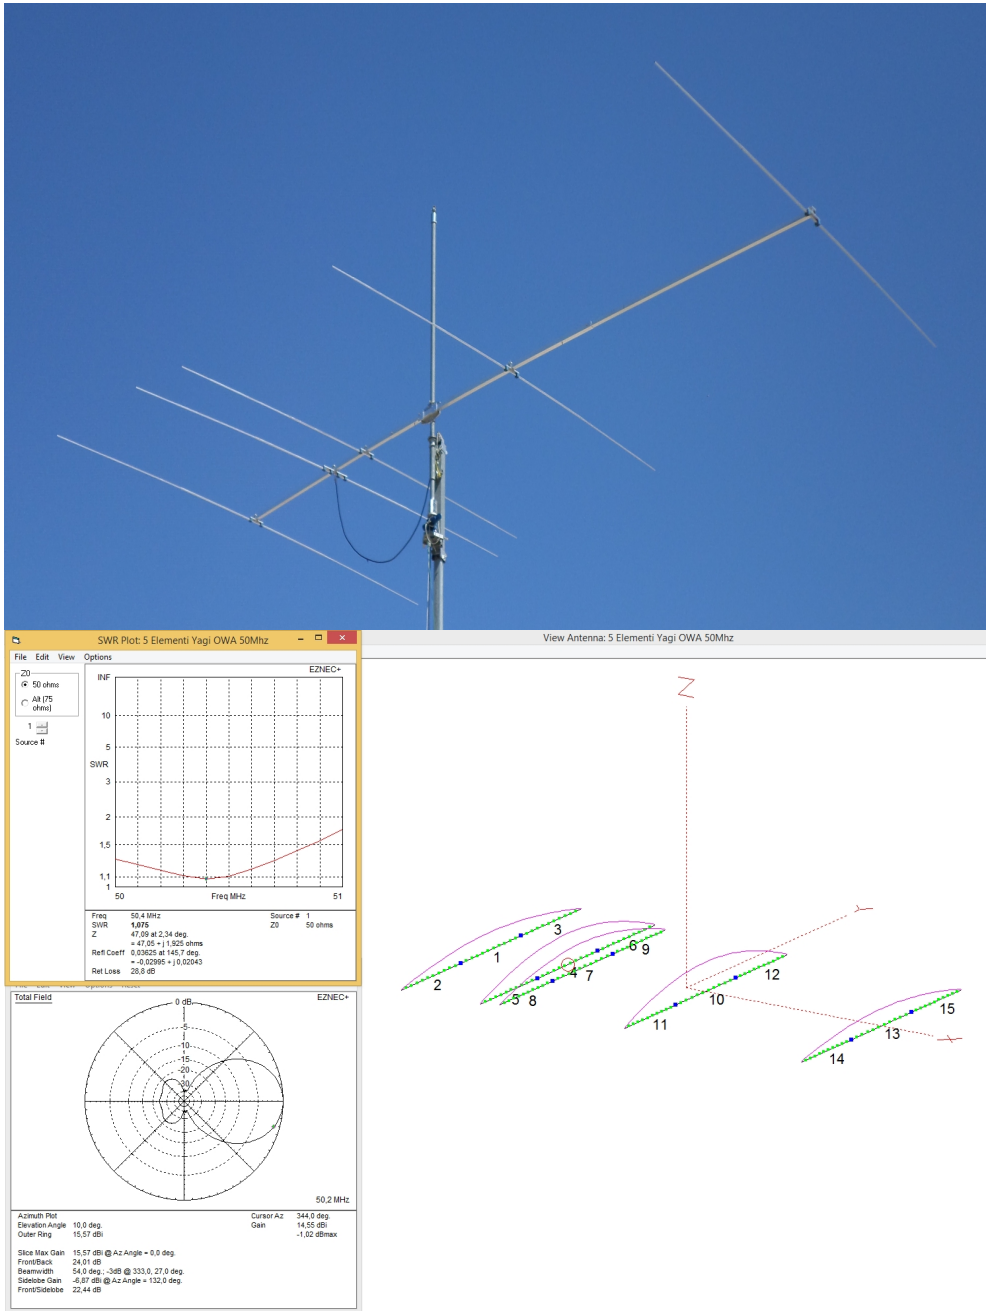 SWR Plot: 5 Elementi Yagi OWA 50Mhz
File Edit View Options
Z0
50 ohms
Alt (75
ohms)
1
Source #
EZNEC+
INF
10
5
SWR
3
2
1,5
1,1
1
50 Freq MHz 51
Freq 50,4 MHz Source # 1
SWR 1,075 Z0 50 ohms
Z 47,09 at 2,34 deg.
= 47,05 + j 1,925 ohms
Refl Coeff 0,03625 at 145,7 deg.
= -0,02995 + j 0,02043
Ret Loss 28,8 dB
View Antenna: 5 Elementi Yagi OWA 50Mhz
Z
Y
X
3
1
2
6
9
4
7
5
8
12
10
11
15
13
14
Total Field EZNEC+
0 dB
-5
-10
-15
-20
-30
50,2 MHz
Azimuth Plot Cursor Az 344,0 deg.
Elevation Angle 10,0 deg. Gain 14,55 dBi
Outer Ring 15,57 dBi -1,02 dBmax
Slice Max Gain 15,57 dBi @ Az Angle = 0,0 deg.
Front/Back 24,01 dB
Beamwidth 54,0 deg.; -3dB @ 333,0, 27,0 deg.
Sidelobe Gain -6,87 dBi @ Az Angle = 132,0 deg.
Front/Sidelobe 22,44 dB